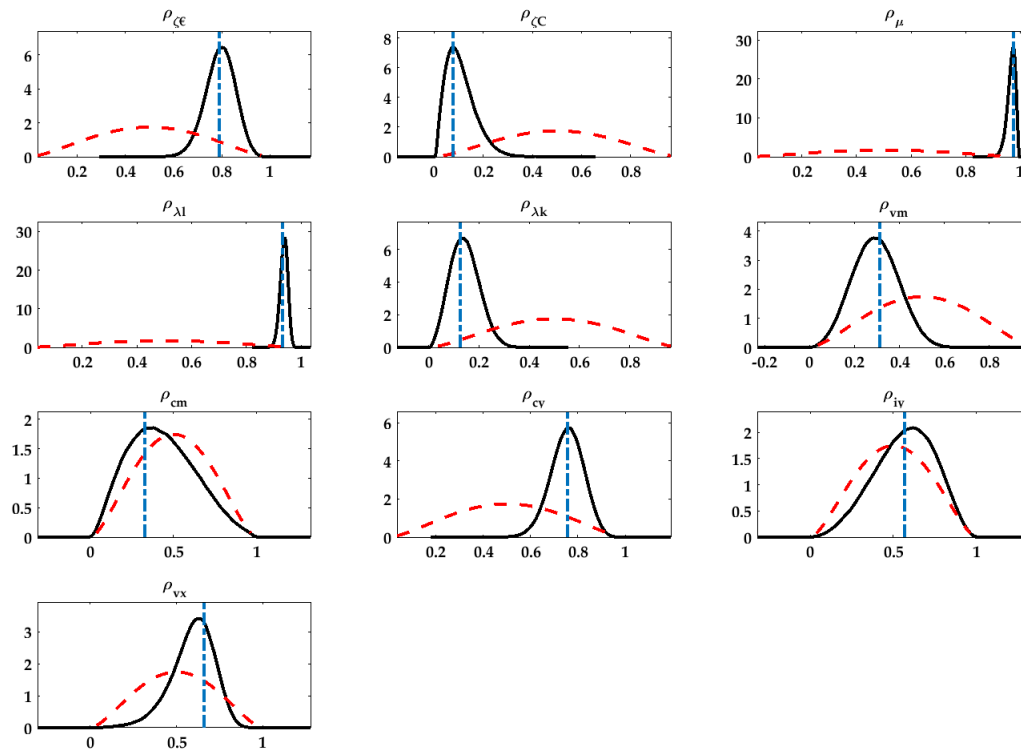 ρζ€ ρζC ρμ
6 4 2 0 8 6 4 2 0 30 20 10 0
0.2 0.4 0.6 0.8 1 0 0.2 0.4 0.6 0.8 0.2 0.4 0.6 0.8 1
ρλl ρλk ρvm
30 20 10 0 6 4 2 0 4 3 2 1 0
0.2 0.4 0.6 0.8 1 0 0.2 0.4 0.6 0.8 -0.2 0 0.2 0.4 0.6 0.8
ρcm ρcy ρiy
2 1.5 1 0.5 0 6 4 2 0 2 1.5 1 0.5 0
0 0.5 1 0.2 0.4 0.6 0.8 1 0 0.5 1
ρvx
3 2 1 0
0 0.5 1